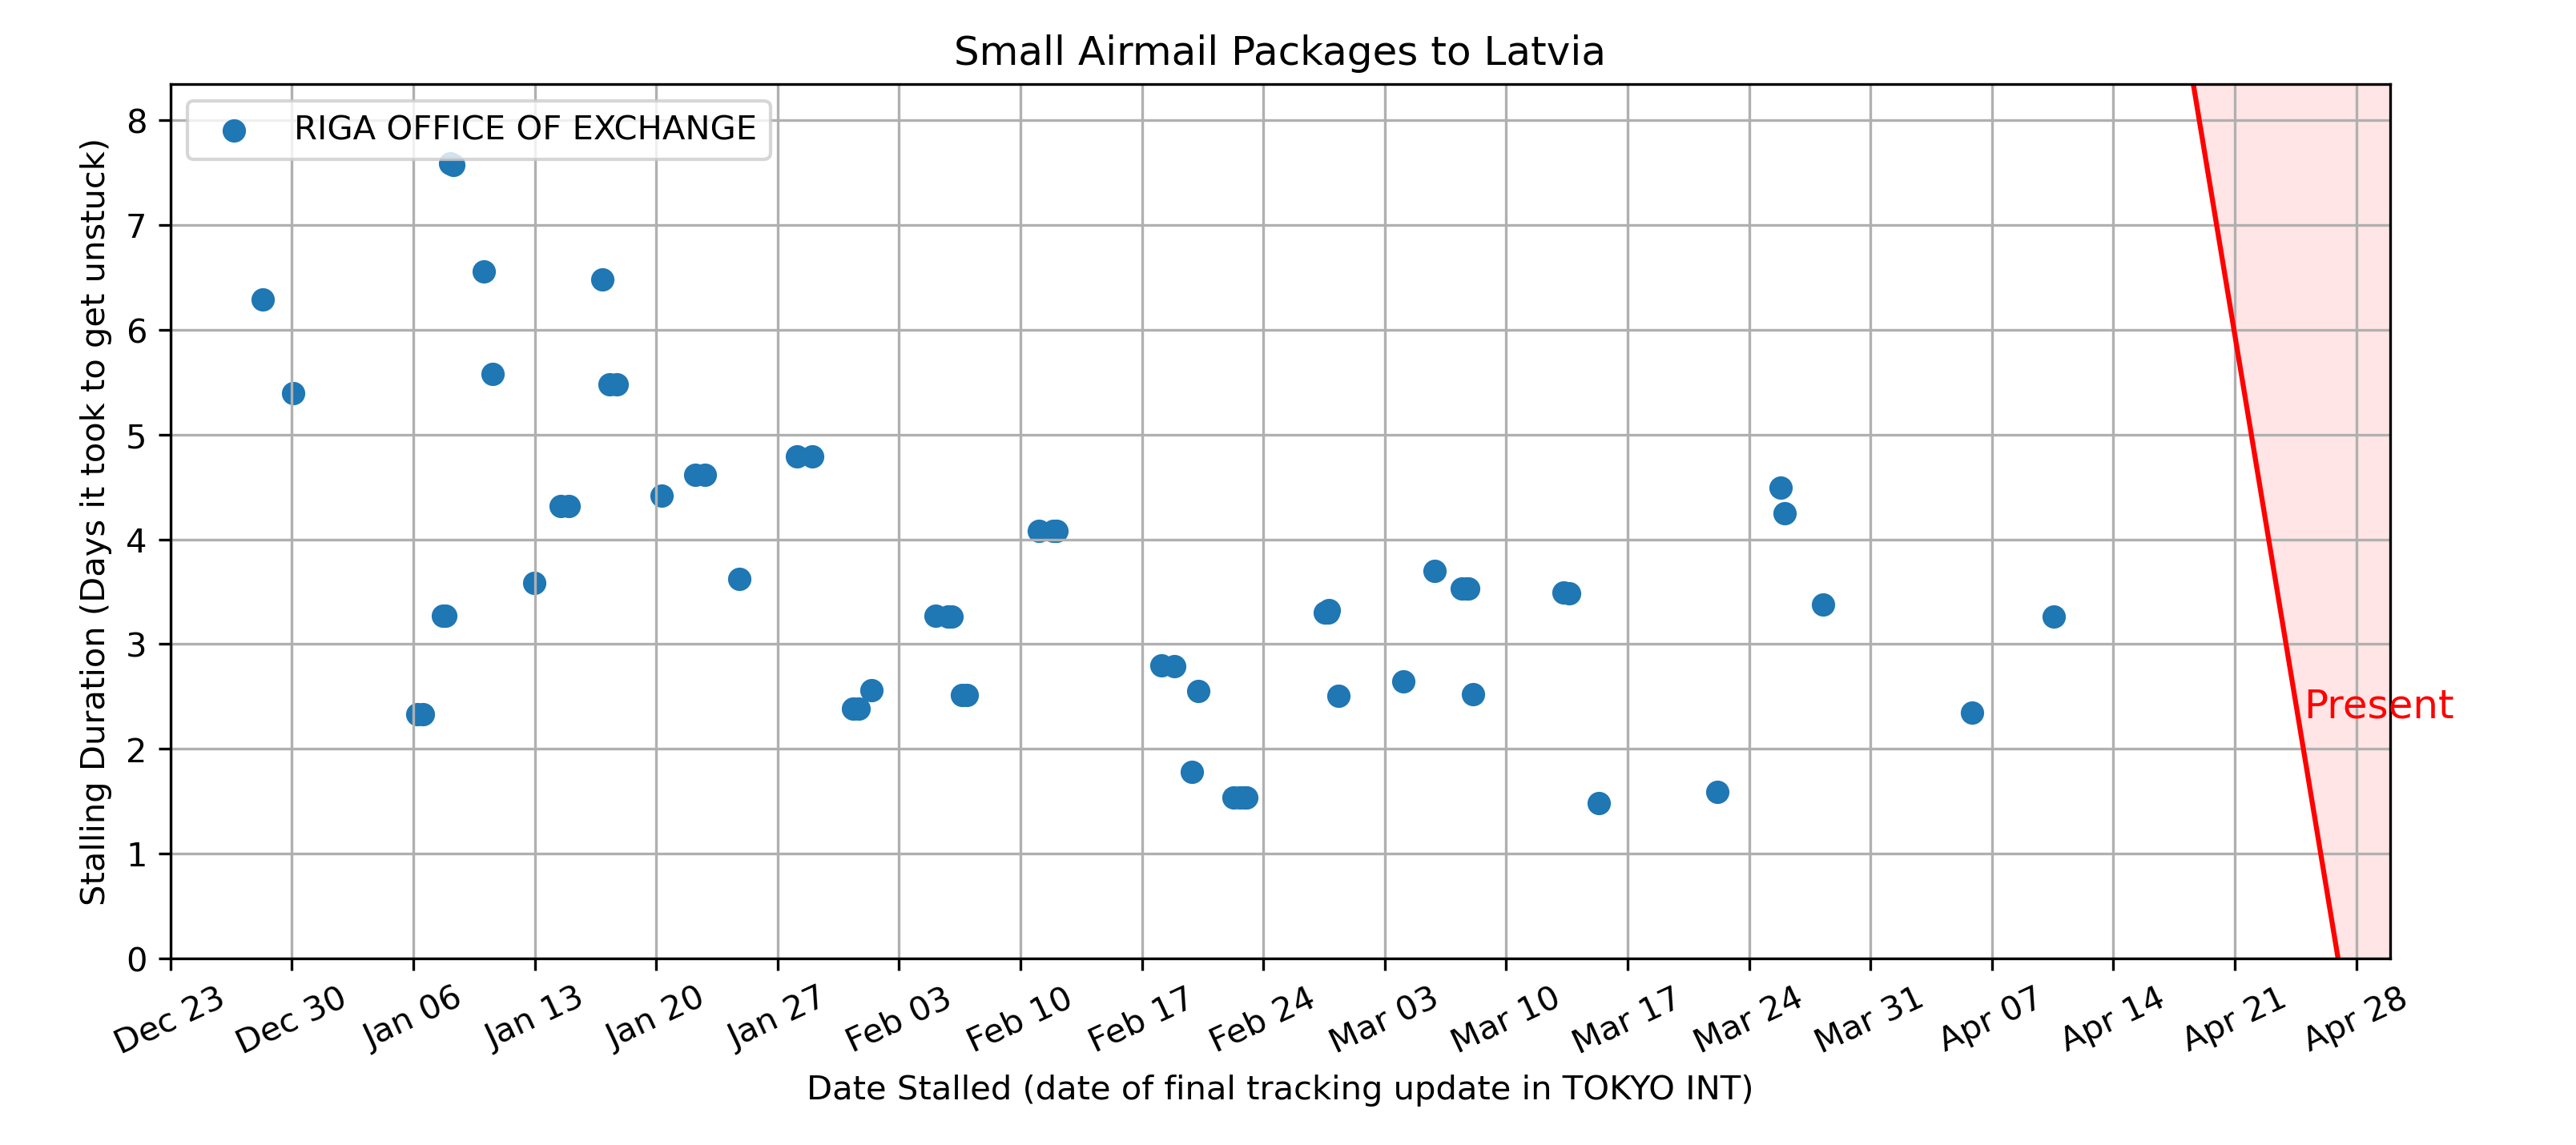 Small Airmail Packages to Latvia
RIGA OFFICE OF EXCHANGE
Stalling Duration (Days it took to get unstuck)
8
7
6
5
4
3
2
1
0
Present
Dec 23
Dec 30
Jan 06
Jan 13
Jan 20
Jan 27
Feb 03
Feb 10
Feb 17
Feb 24
Mar 03
Mar 10
Mar 17
Mar 24
Mar 31
Apr 07
Apr 14
Apr 21
Apr 28
Date Stalled (date of final tracking update in TOKYO INT)